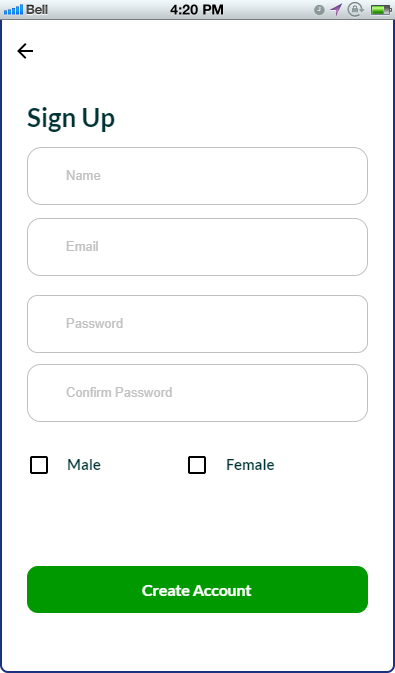 Bell 4:20 PM
Sign Up
Name
Email
Password
Confirm Password
Male Female
Create Account